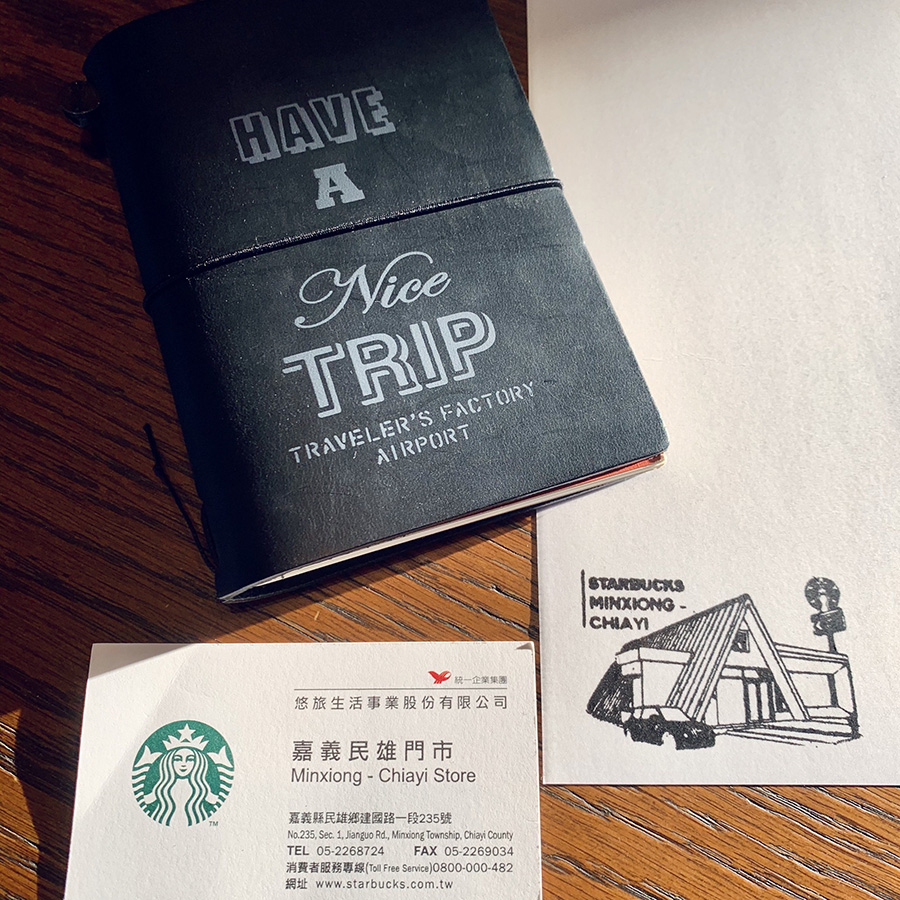 HAVE
A
Nice
TRIP
TRAVELER'S FACTORY
AIRPORT
STARBUCKS
MINXIONG -
CHIAYI
統一企業集團
悠旅生活事業股份有限公司
嘉義民雄門市
Minxiong - Chiayi Store
嘉義縣民雄鄉建國路一段235號
No.235, Sec. 1, Jianguo Rd., Minxiong Township, Chiayi County
TEL 05-2268724 FAX 05-2269034
消費者服務專線(Toll Free Service)0800-000-482
網址 www.starbucks.com.tw
TM